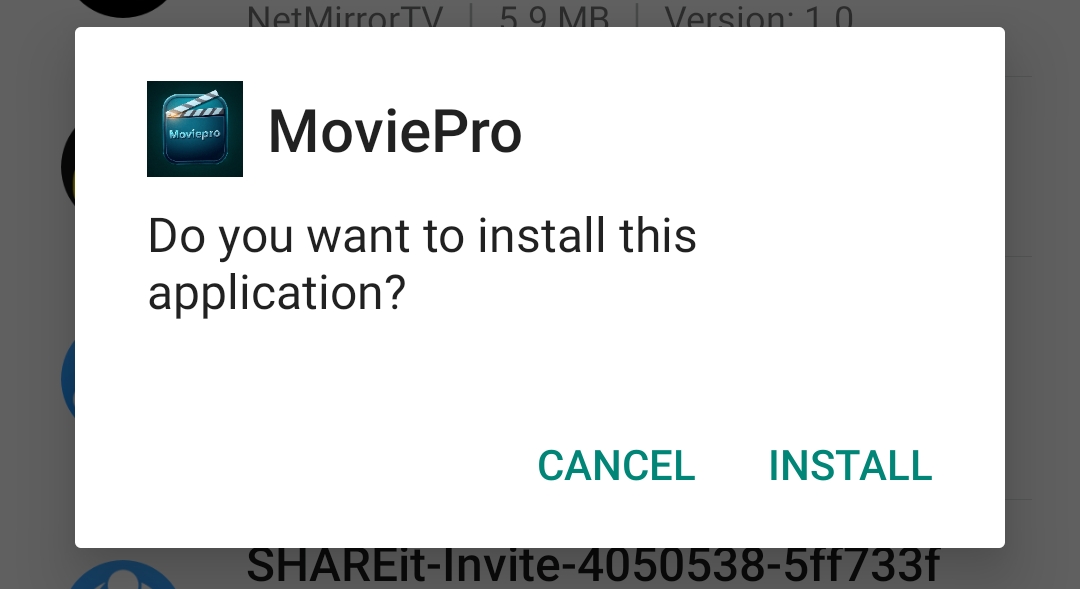 NetMirrorTV | 5.9 MB | Version: 1.0
Moviepro
MoviePro
Do you want to install this
application?
CANCEL INSTALL
SHAREit-Invite-4050538-5ff733f